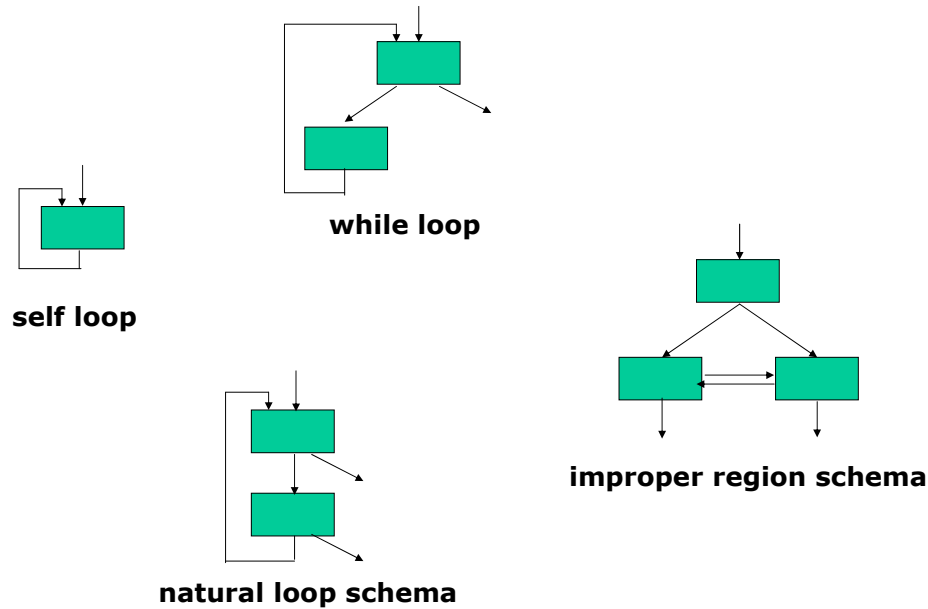 while loop
self loop
improper region schema
natural loop schema